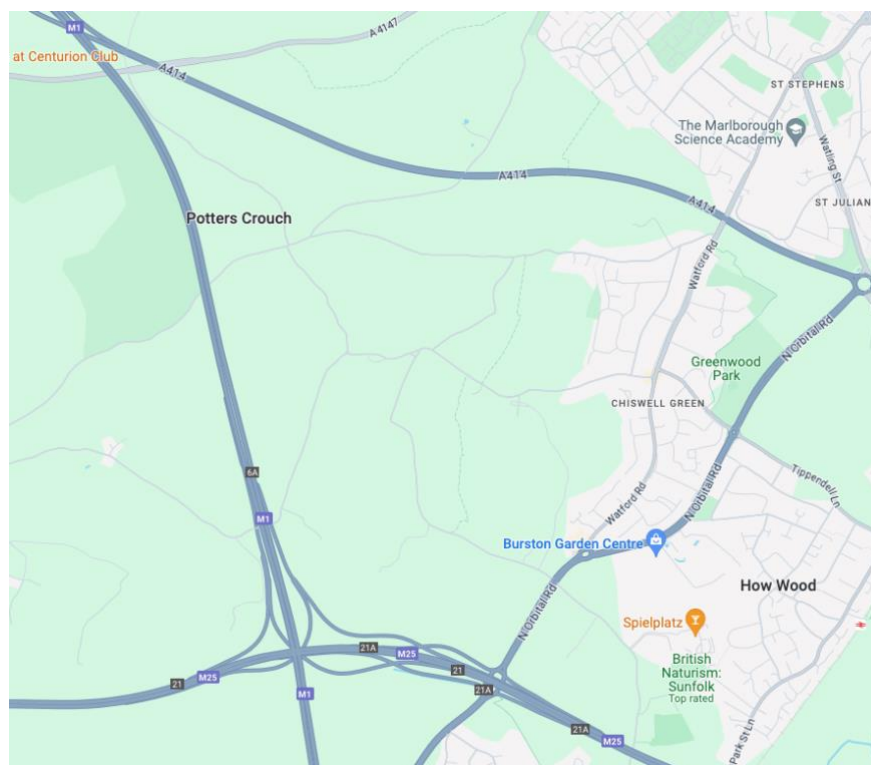 M1
A4147
at Centurion Club
A414
ST STEPHENS
The Marlborough
Science Academy
Watling St
A414
ST JULIAN
A414
Potters Crouch
Watford Rd
N Orbital Rd
Greenwood
Park
CHISWELL GREEN
6A
Tippendell Ln
N Orbital Rd
Watford Rd
M1
Burston Garden Centre
How Wood
N Orbital Rd
Spielplatz
21A
M25
21
British
Naturism:
Sunfolk
Top rated
M25
21
21A
M1
21A
M25
Park St Ln